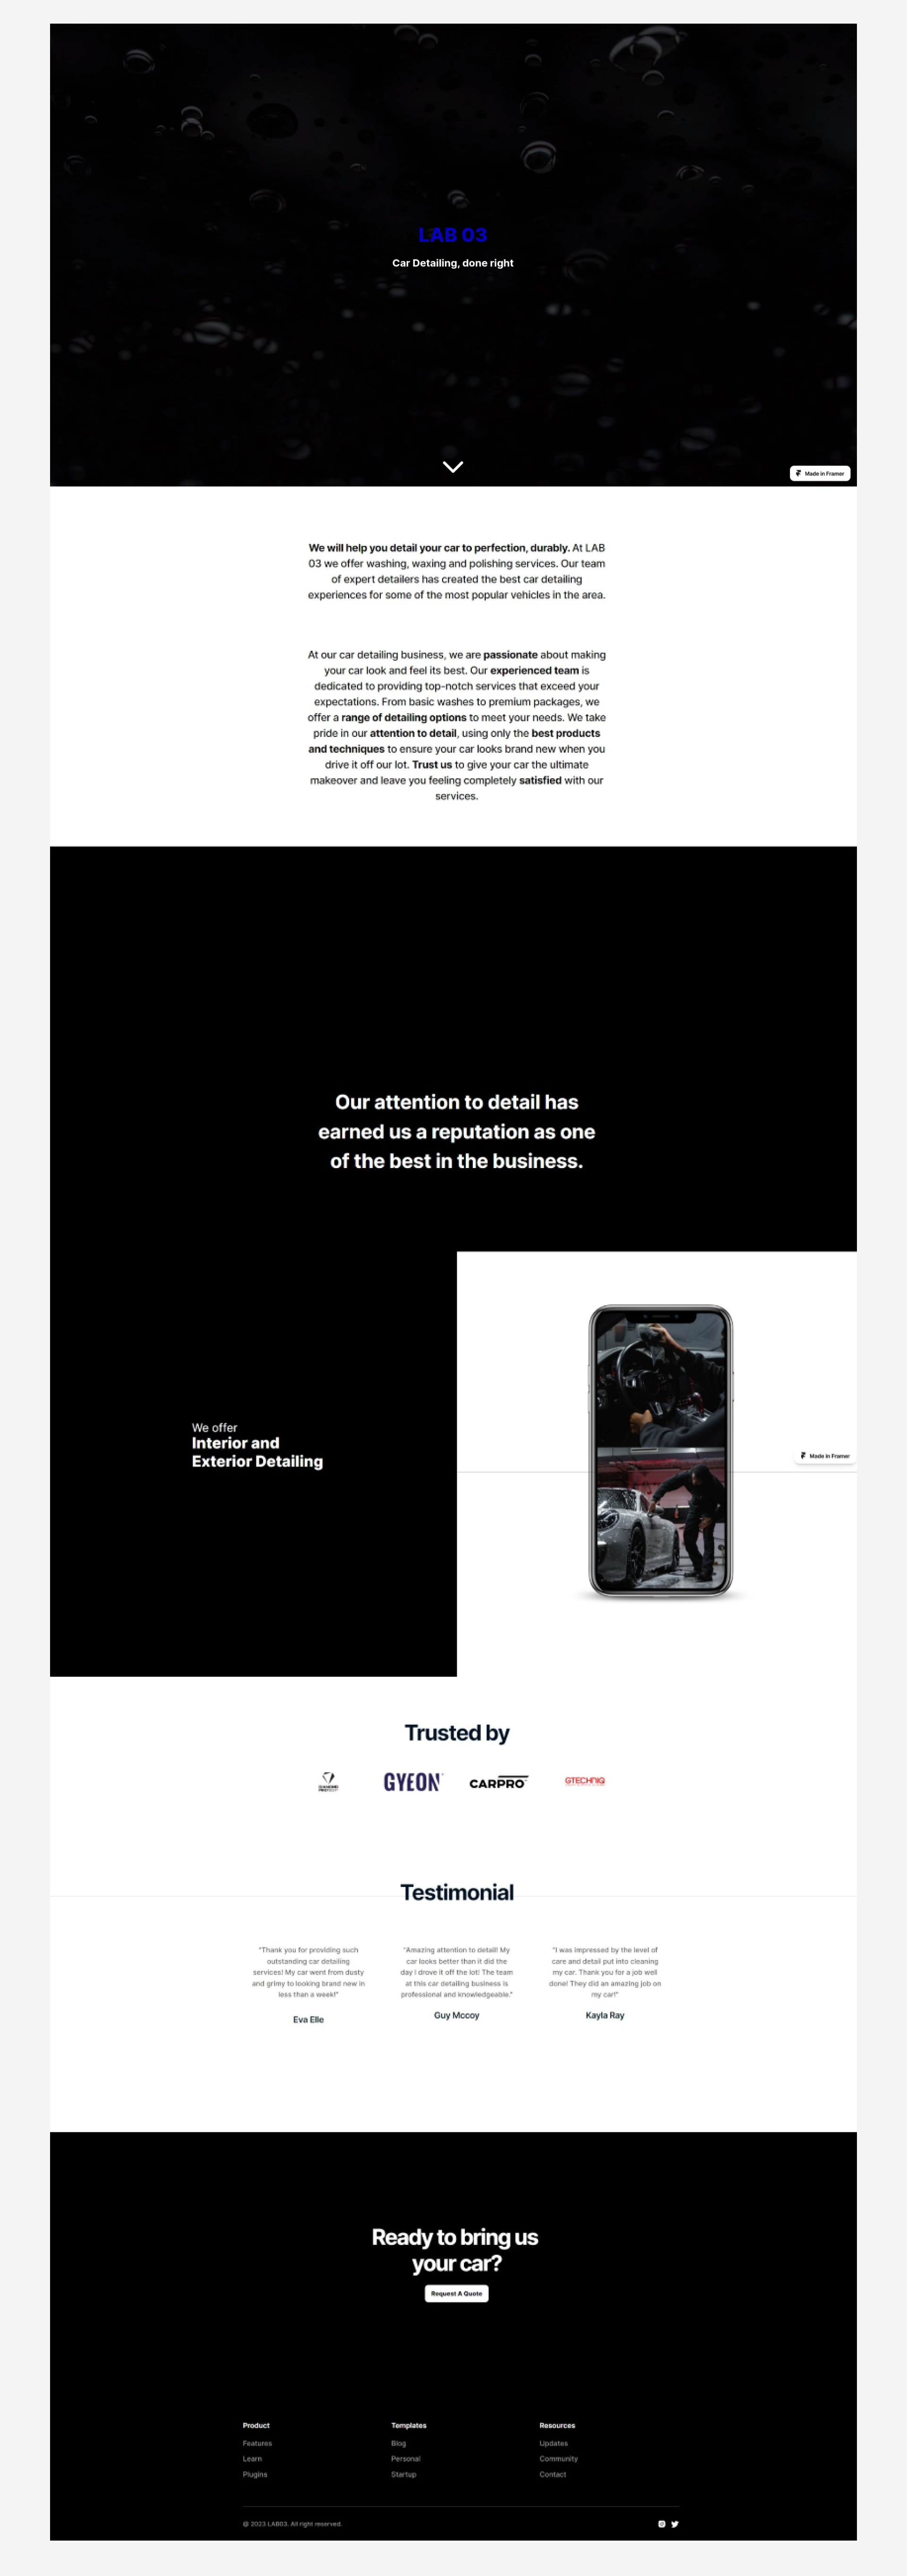 LAB 03
Car Detailing, done right
Made in Framer
We will help you detail your car to perfection, durably. At LAB
03 we offer washing, waxing and polishing services. Our team
of expert detailers has created the best car detailing
experiences for some of the most popular vehicles in the area.
At our car detailing business, we are passionate about making
your car look and feel its best. Our experienced team is
dedicated to providing top-notch services that exceed your
expectations. From basic washes to premium packages, we
offer a range of detailing options to meet your needs. We take
pride in our attention to detail, using only the best products
and techniques to ensure your car looks brand new when you
drive it off our lot. Trust us to give your car the ultimate
makeover and leave you feeling completely satisfied with our
services.
Our attention to detail has
earned us a reputation as one
of the best in the business.
We offer
Interior and
Exterior Detailing
Made in Framer
Trusted by
GYEON
CARPRO
GTECHNIQ
Testimonial
"Thank you for providing such
outstanding car detailing
services! My car went from dusty
and grimy to looking brand new in
less than a week!"
Eva Elle
"Amazing attention to detail! My
car looks better than it did the
day I drove it off the lot! The team
at this car detailing business is
professional and knowledgeable."
Guy Mccoy
"I was impressed by the level of
care and detail put into cleaning
my car. Thank you for a job well
done! They did an amazing job on
my car!"
Kayla Ray
Ready to bring us
your car?
Request A Quote
Product
Features
Learn
Plugins
Templates
Blog
Personal
Startup
Resources
Updates
Community
Contact
@ 2023 LAB03. All right reserved.